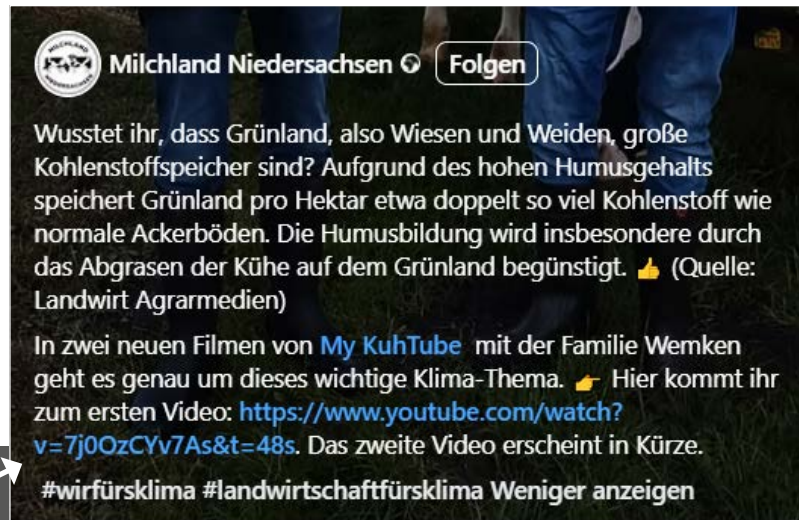 MILCHLAND
NIEDERSACHSEN
Milchland Niedersachsen
Folgen
Wusstet ihr, dass Grünland, also Wiesen und Weiden, große
Kohlenstoffspeicher sind? Aufgrund des hohen Humusgehalts
speichert Grünland pro Hektar etwa doppelt so viel Kohlenstoff wie
normale Ackerböden. Die Humusbildung wird insbesondere durch
das Abgrasen der Kühe auf dem Grünland begünstigt. 👍 (Quelle:
Landwirt Agrarmedien)
In zwei neuen Filmen von My KuhTube mit der Familie Wemken
geht es genau um dieses wichtige Klima-Thema. 👉 Hier kommt ihr
zum ersten Video: https://www.youtube.com/watch?
v=7j0OzCYv7As&t=48s. Das zweite Video erscheint in Kürze.
#wirfürsklima #landwirtschaftfürsklima Weniger anzeigen